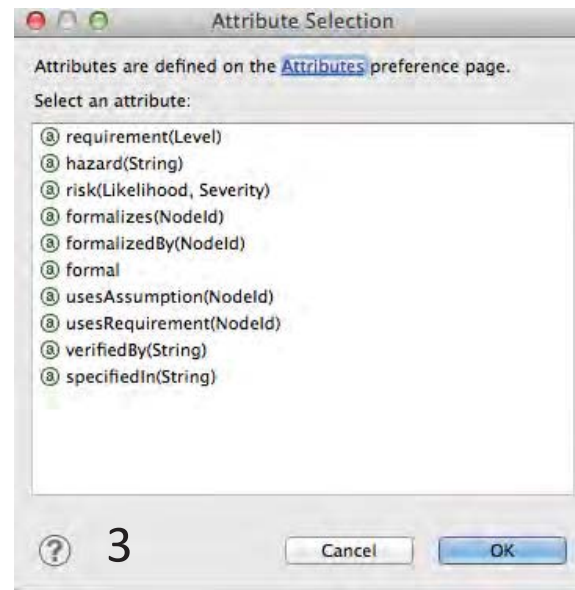 Attribute Selection
Attributes are defined on the Attributes preference page.
Select an attribute:
@ requirement(Level)
@ hazard(String)
@ risk(Likelihood, Severity)
@ formalizes(NodeId)
@ formalizedBy(NodeId)
@ formal
@ usesAssumption(NodeId)
@ usesRequirement(NodeId)
@ verifiedBy(String)
@ specifiedIn(String)
? 3 Cancel OK